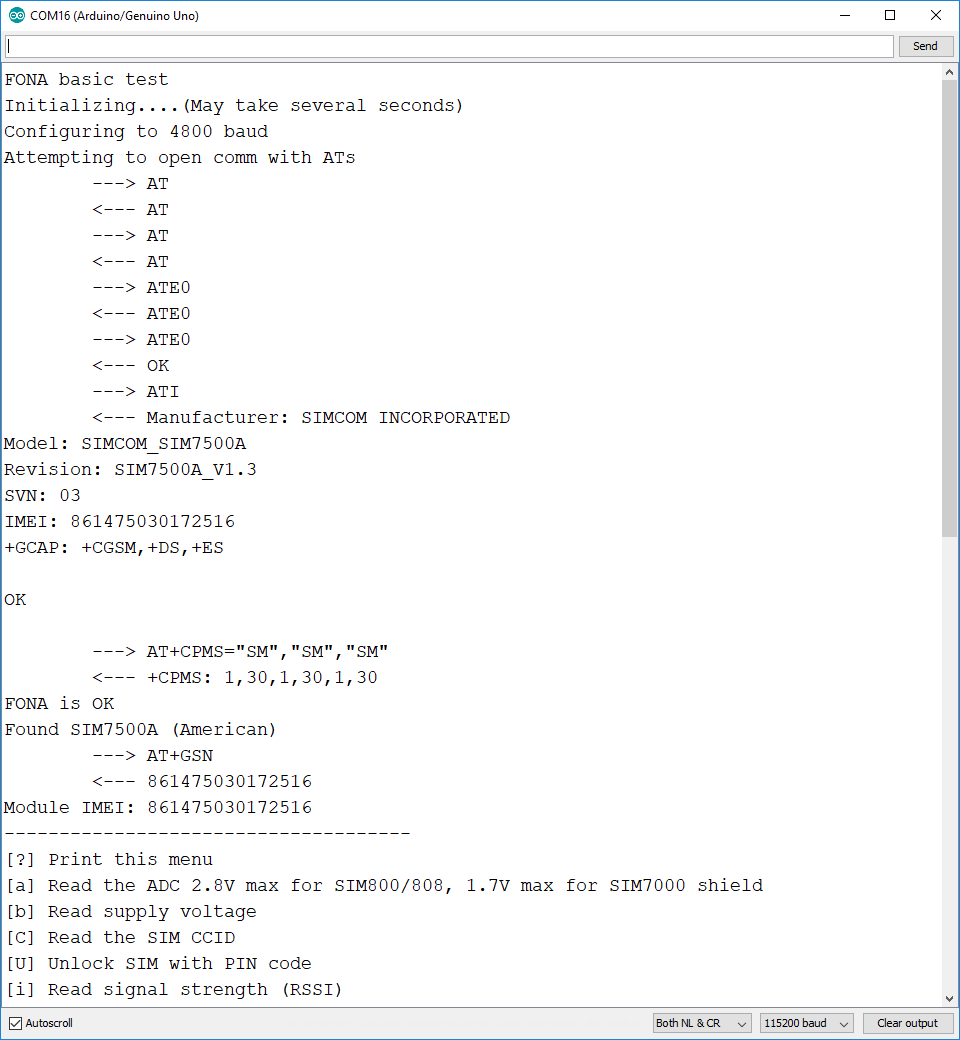 COM16 (Arduino/Genuino Uno)
Send
FONA basic test
Initializing....(May take several seconds)
Configuring to 4800 baud
Attempting to open comm with ATs
---> AT
<--- AT
---> AT
<--- AT
---> ATE0
<--- ATE0
---> ATE0
<--- OK
---> ATI
<--- Manufacturer: SIMCOM INCORPORATED
Model: SIMCOM_SIM7500A
Revision: SIM7500A_V1.3
SVN: 03
IMEI: 861475030172516
+GCAP: +CGSM,+DS,+ES
OK
---> AT+CPMS="SM","SM","SM"
<--- +CPMS: 1,30,1,30,1,30
FONA is OK
Found SIM7500A (American)
---> AT+GSN
<--- 861475030172516
Module IMEI: 861475030172516
-------------------------------------
[?] Print this menu
[a] Read the ADC 2.8V max for SIM800/808, 1.7V max for SIM7000 shield
[b] Read supply voltage
[C] Read the SIM CCID
[U] Unlock SIM with PIN code
[i] Read signal strength (RSSI)
Autoscroll
Both NL & CR
115200 baud
Clear output